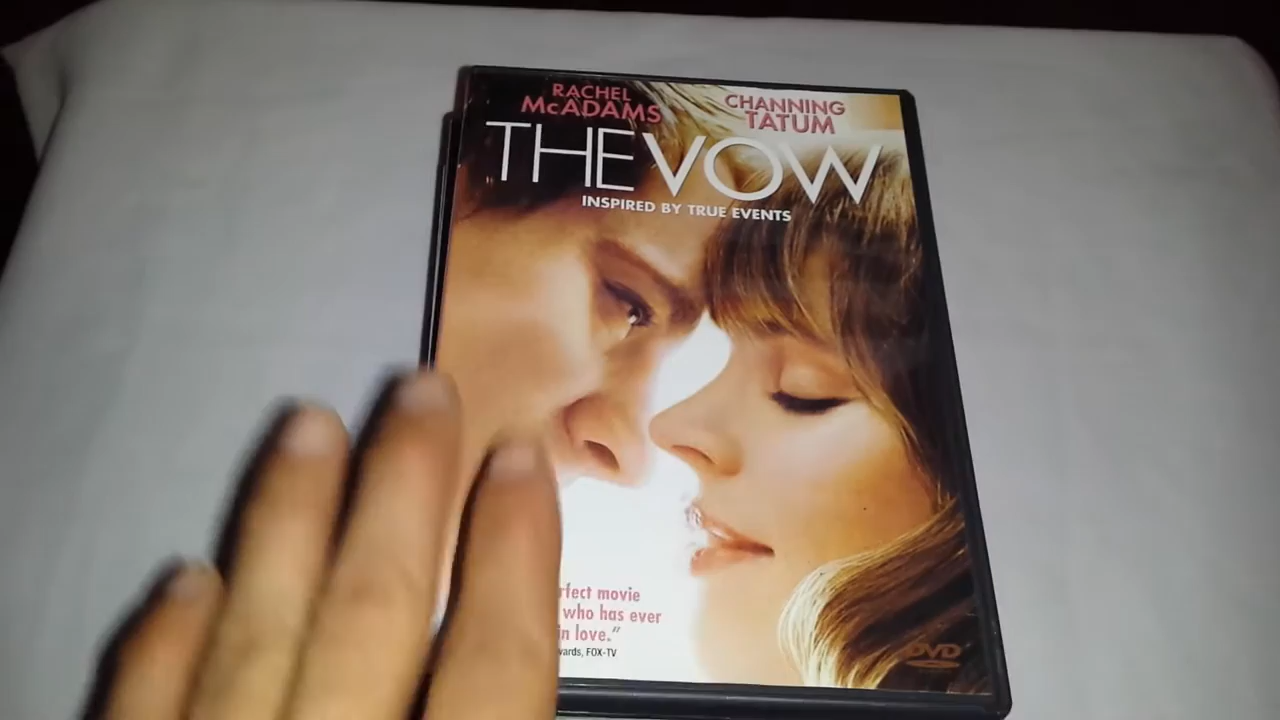 RACHEL
McADAMS
CHANNING
TATUM
THE VOW
INSPIRED BY TRUE EVENTS
rfect movie
who has ever
in love.”
wards, FOX-TV
DVD